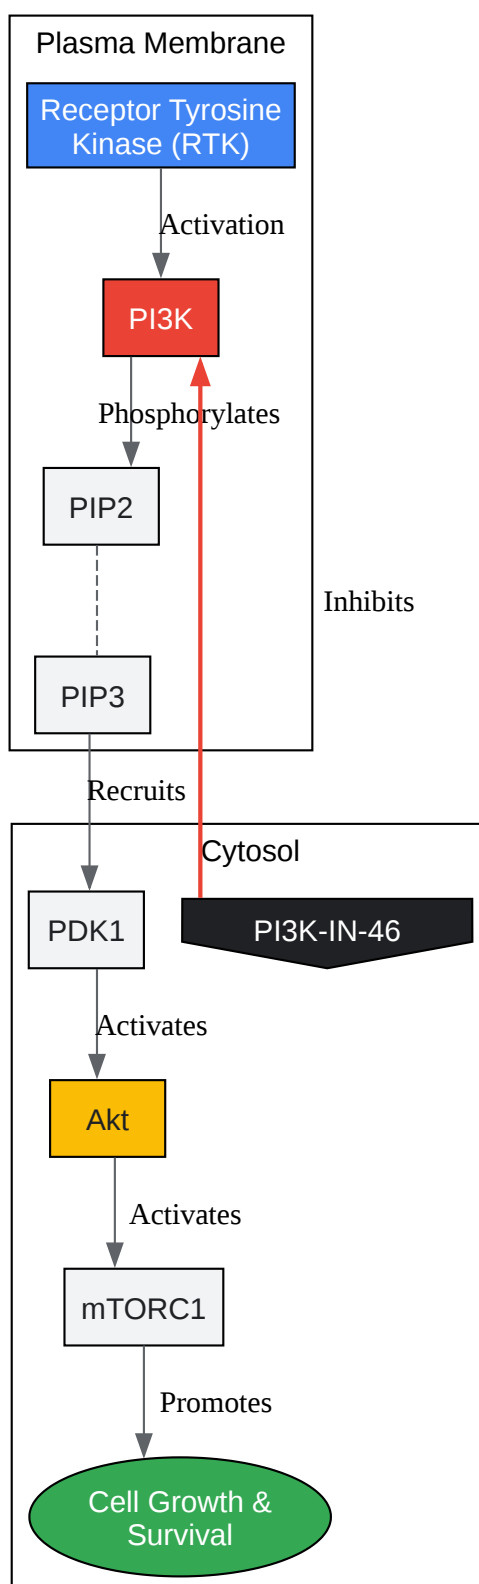 Plasma Membrane
Receptor Tyrosine
Kinase (RTK)
Activation
PI3K
Phosphorylates
PIP2
Inhibits
PIP3
Recruits
Cytosol
PDK1
PI3K-IN-46
Activates
Akt
Activates
mTORC1
Promotes
Cell Growth &
Survival